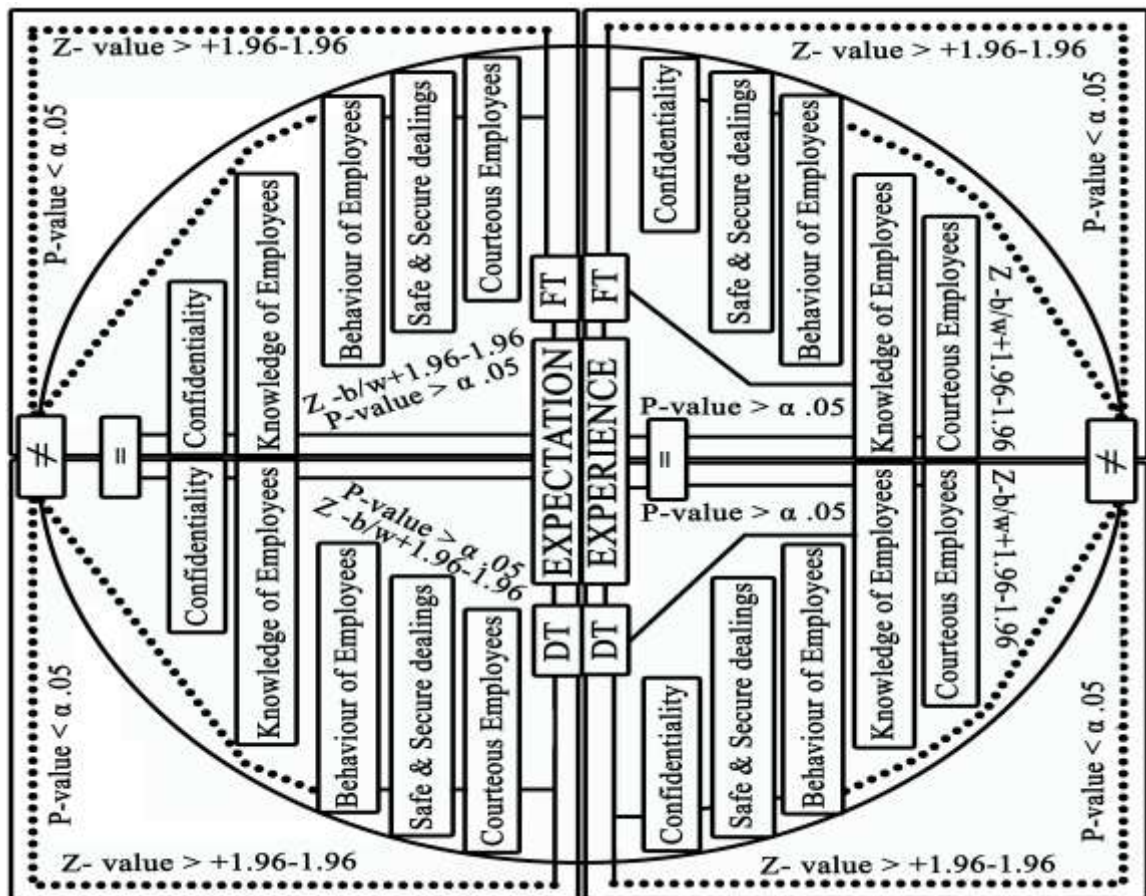 Z- value > +1.96-1.96
P-value < α .05
Confidentiality
Knowledge of Employees
Behaviour of Employees
Safe & Secure dealings
Courteous Employees
FT
Z -b/w+1.96-1.96
P-value > α .05
≠
=
EXPECTATION
Confidentiality
Knowledge of Employees
Behaviour of Employees
Safe & Secure dealings
Courteous Employees
DT
P-value > α .05
Z -b/w+1.96-1.96
P-value < α .05
Z- value > +1.96-1.96
Z- value > +1.96-1.96
P-value < α .05
Confidentiality
Safe & Secure dealings
Behaviour of Employees
Knowledge of Employees
Courteous Employees
Z -b/w+1.96-1.96
FT
P-value > α .05
EXPERIENCE
=
≠
P-value > α .05
DT
Confidentiality
Safe & Secure dealings
Behaviour of Employees
Knowledge of Employees
Courteous Employees
Z-b/w+1.96-1.96
P-value < α .05
Z- value > +1.96-1.96